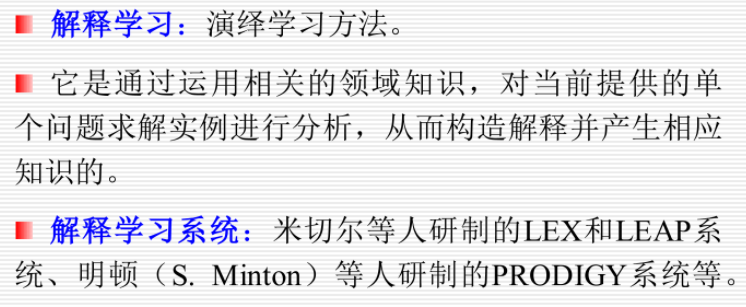 解释学习：演绎学习方法。
它是通过运用相关的领域知识，对当前提供的单
个问题求解实例进行分析，从而构造解释并产生相应
知识的。
解释学习系统：米切尔等人研制的LEX和LEAP系
统、明顿（S. Minton）等人研制的PRODIGY系统等。